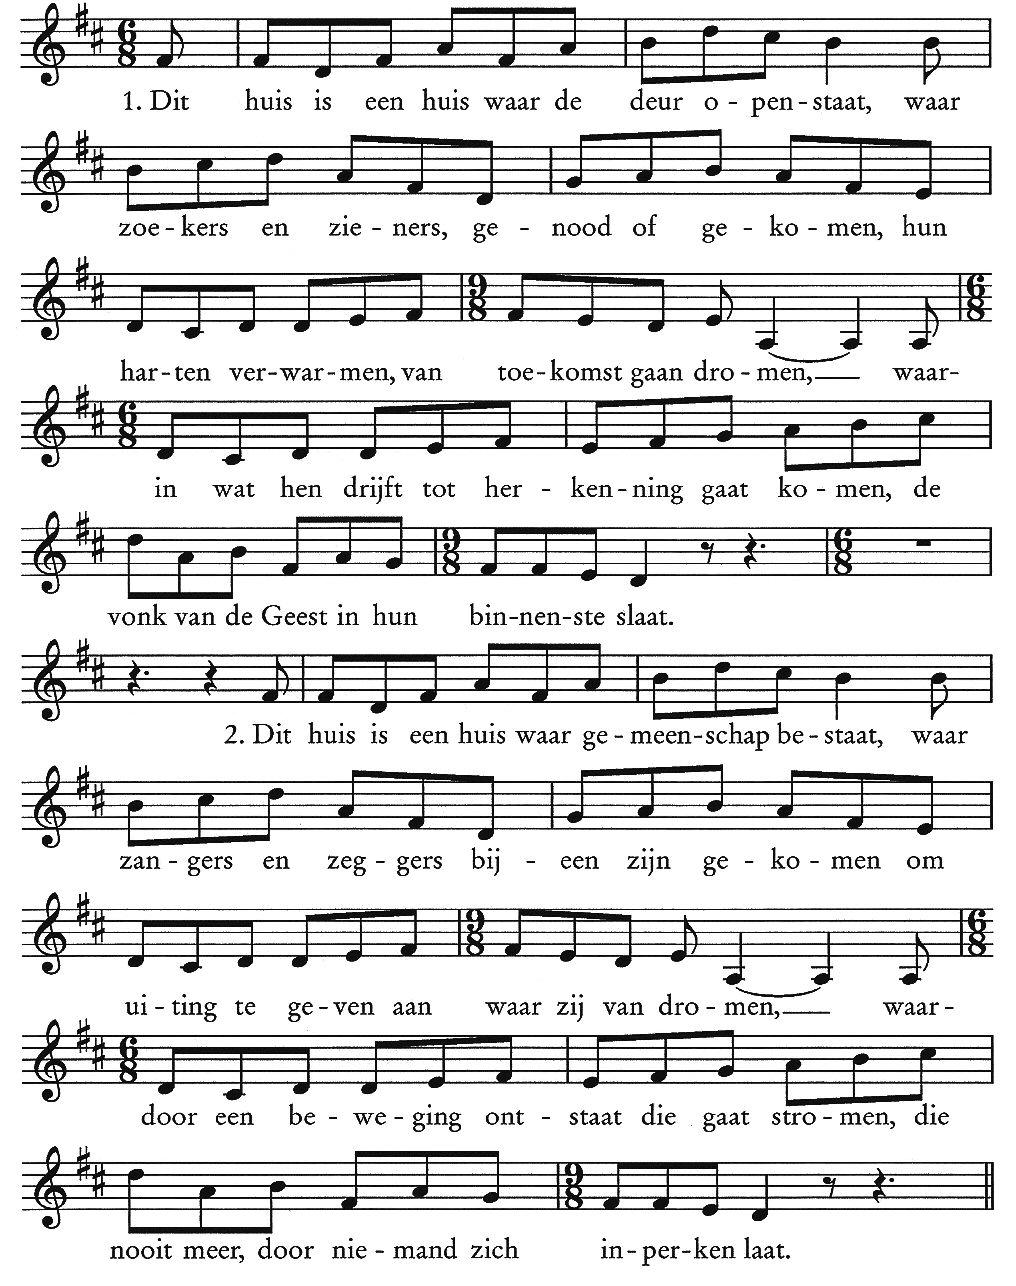 1. Dit huis is een huis waar de deur o - pen - staat, waar
zoe - kers en zie - ners, ge - nood of ge - ko - men, hun
har - ten ver - war - men, van toe - komst gaan dro - men, waar-
in wat hen drijft tot her - ken - ning gaat ko - men, de
vonk van de Geest in hun bin - nen - ste slaat.
2. Dit huis is een huis waar ge - meen - schap be - staat, waar
zan - gers en zeg - gers bij - een zijn ge - ko - men om
ui - ting te ge - ven aan waar zij van dro - men, waar -
door een be - we - ging ont - staat die gaat stro - men, die
nooit meer, door nie - mand zich in - per - ken laat.